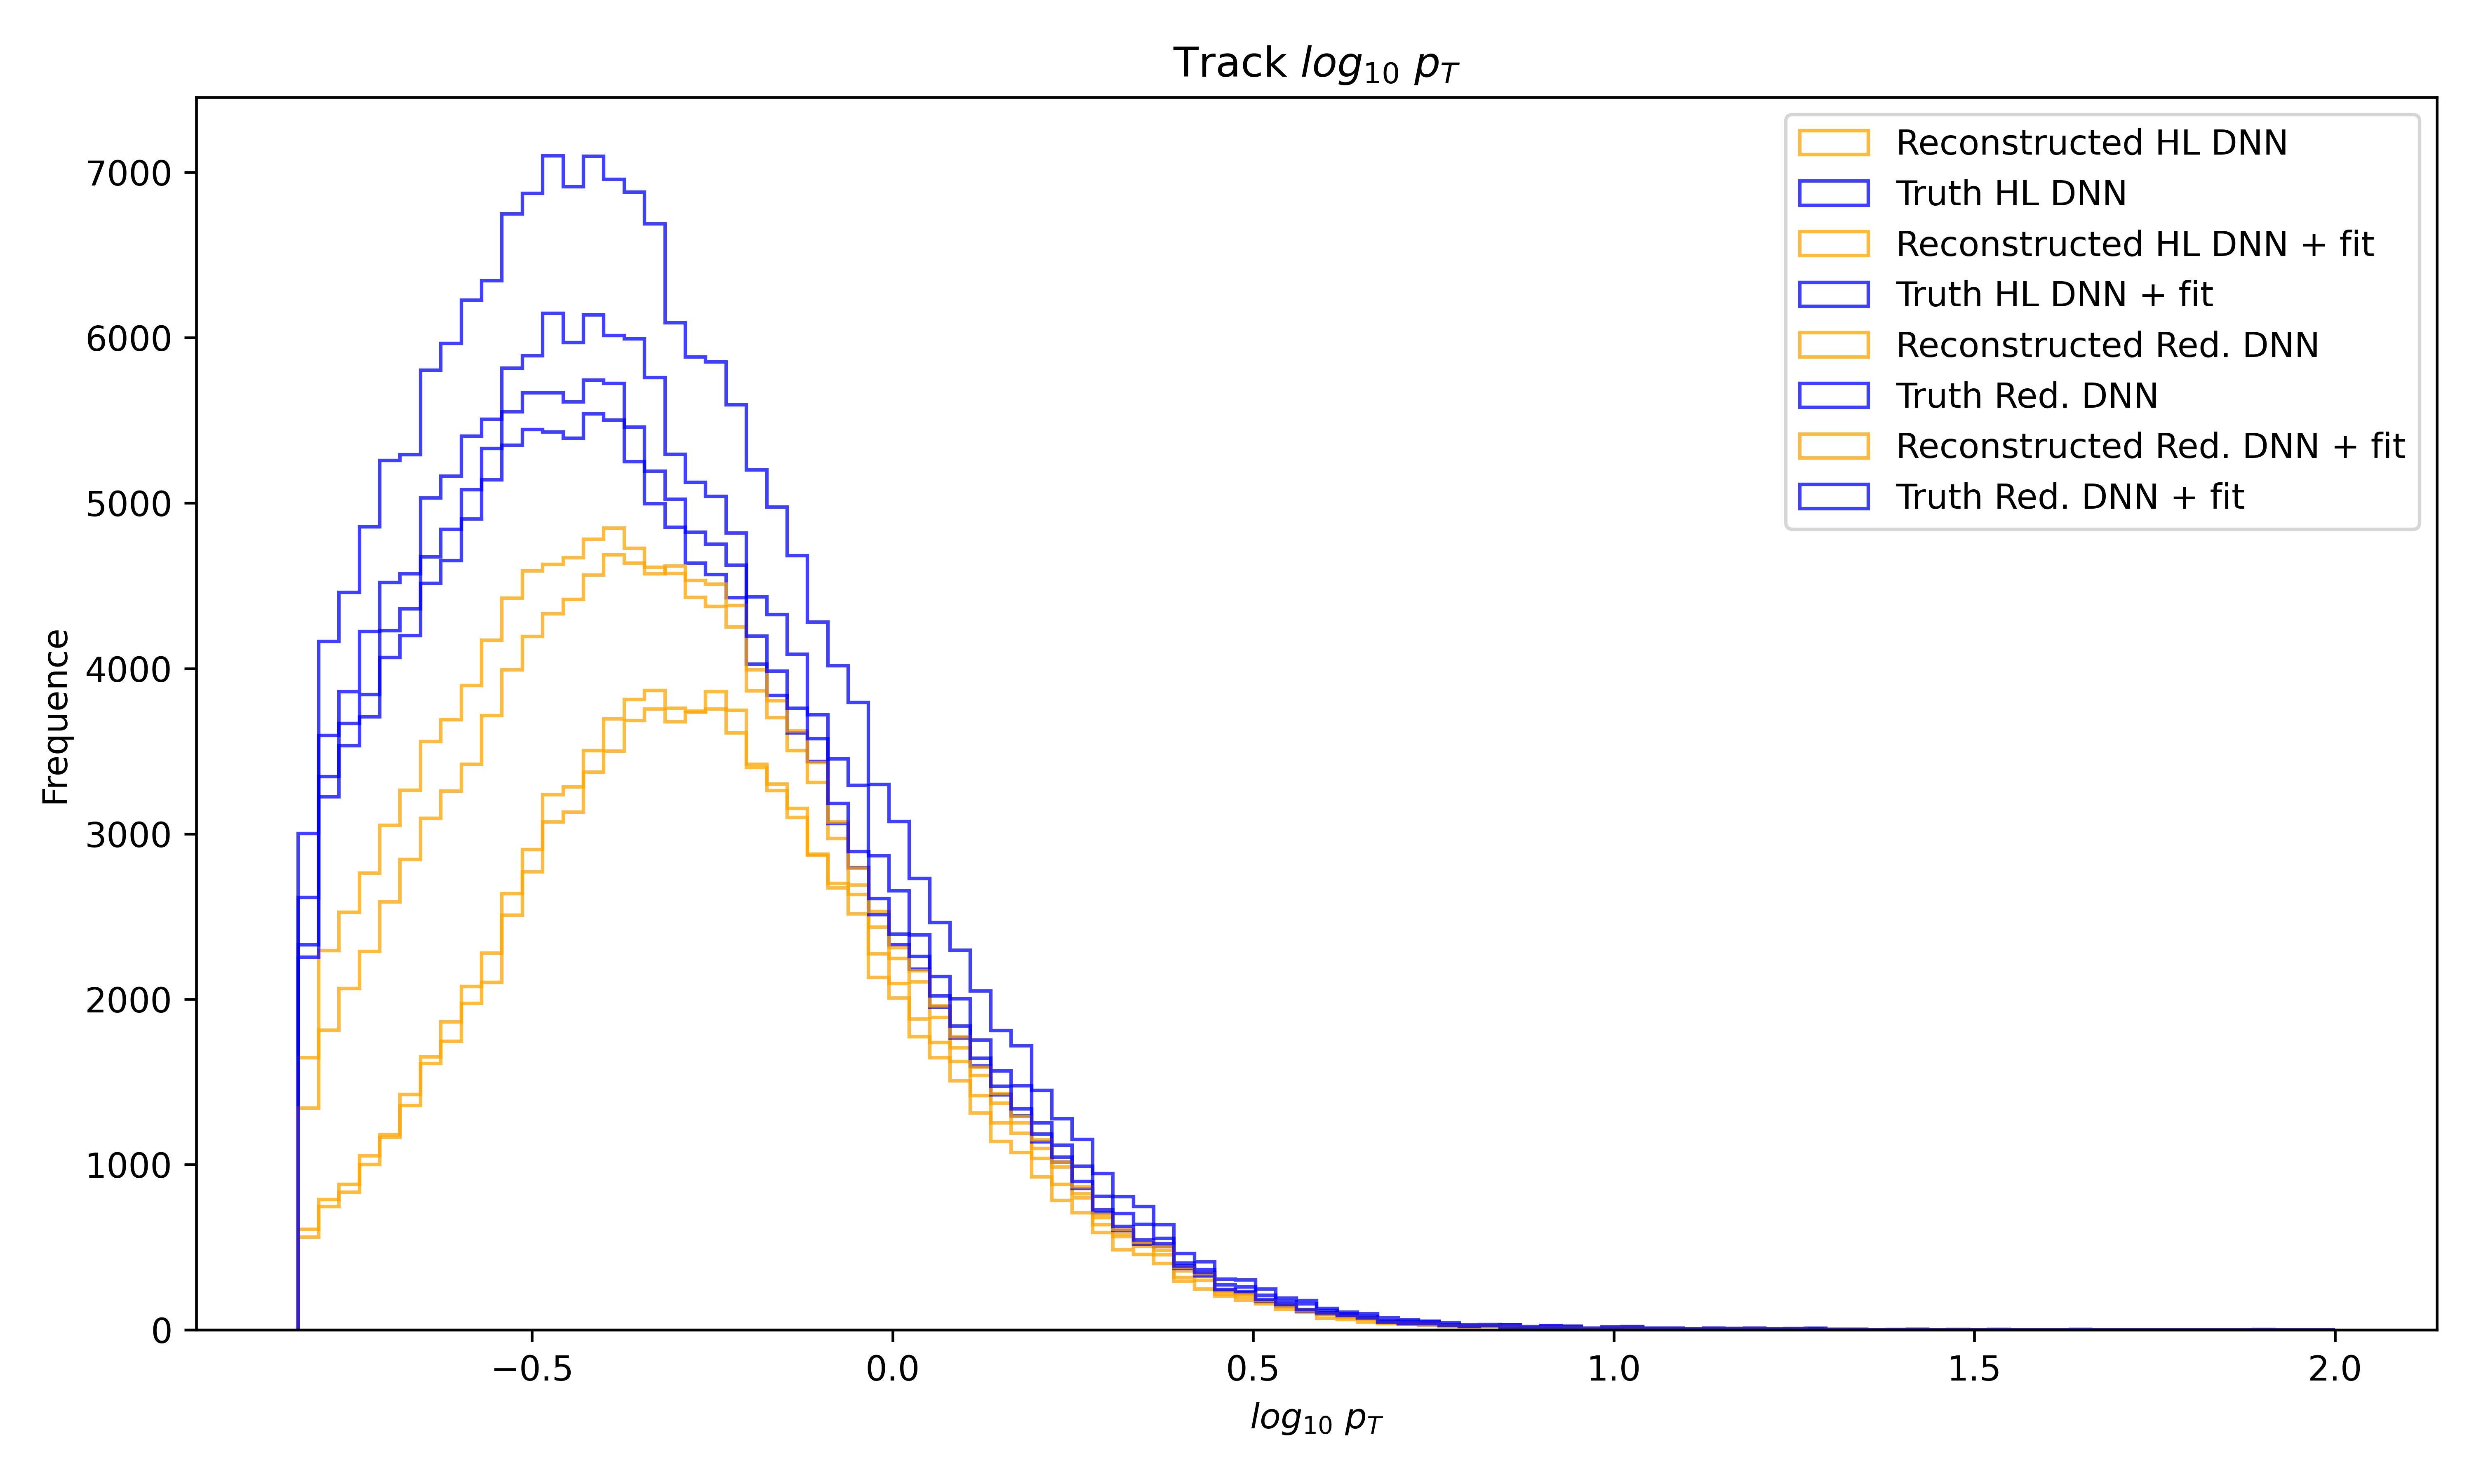 Track log₁₀ p_T
Reconstructed HL DNN
Truth HL DNN
Reconstructed HL DNN + fit
Truth HL DNN + fit
Reconstructed Red. DNN
Truth Red. DNN
Reconstructed Red. DNN + fit
Truth Red. DNN + fit
Frequence
7000
6000
5000
4000
3000
2000
1000
0
−0.5 0.0 0.5 1.0 1.5 2.0
log₁₀ p_T